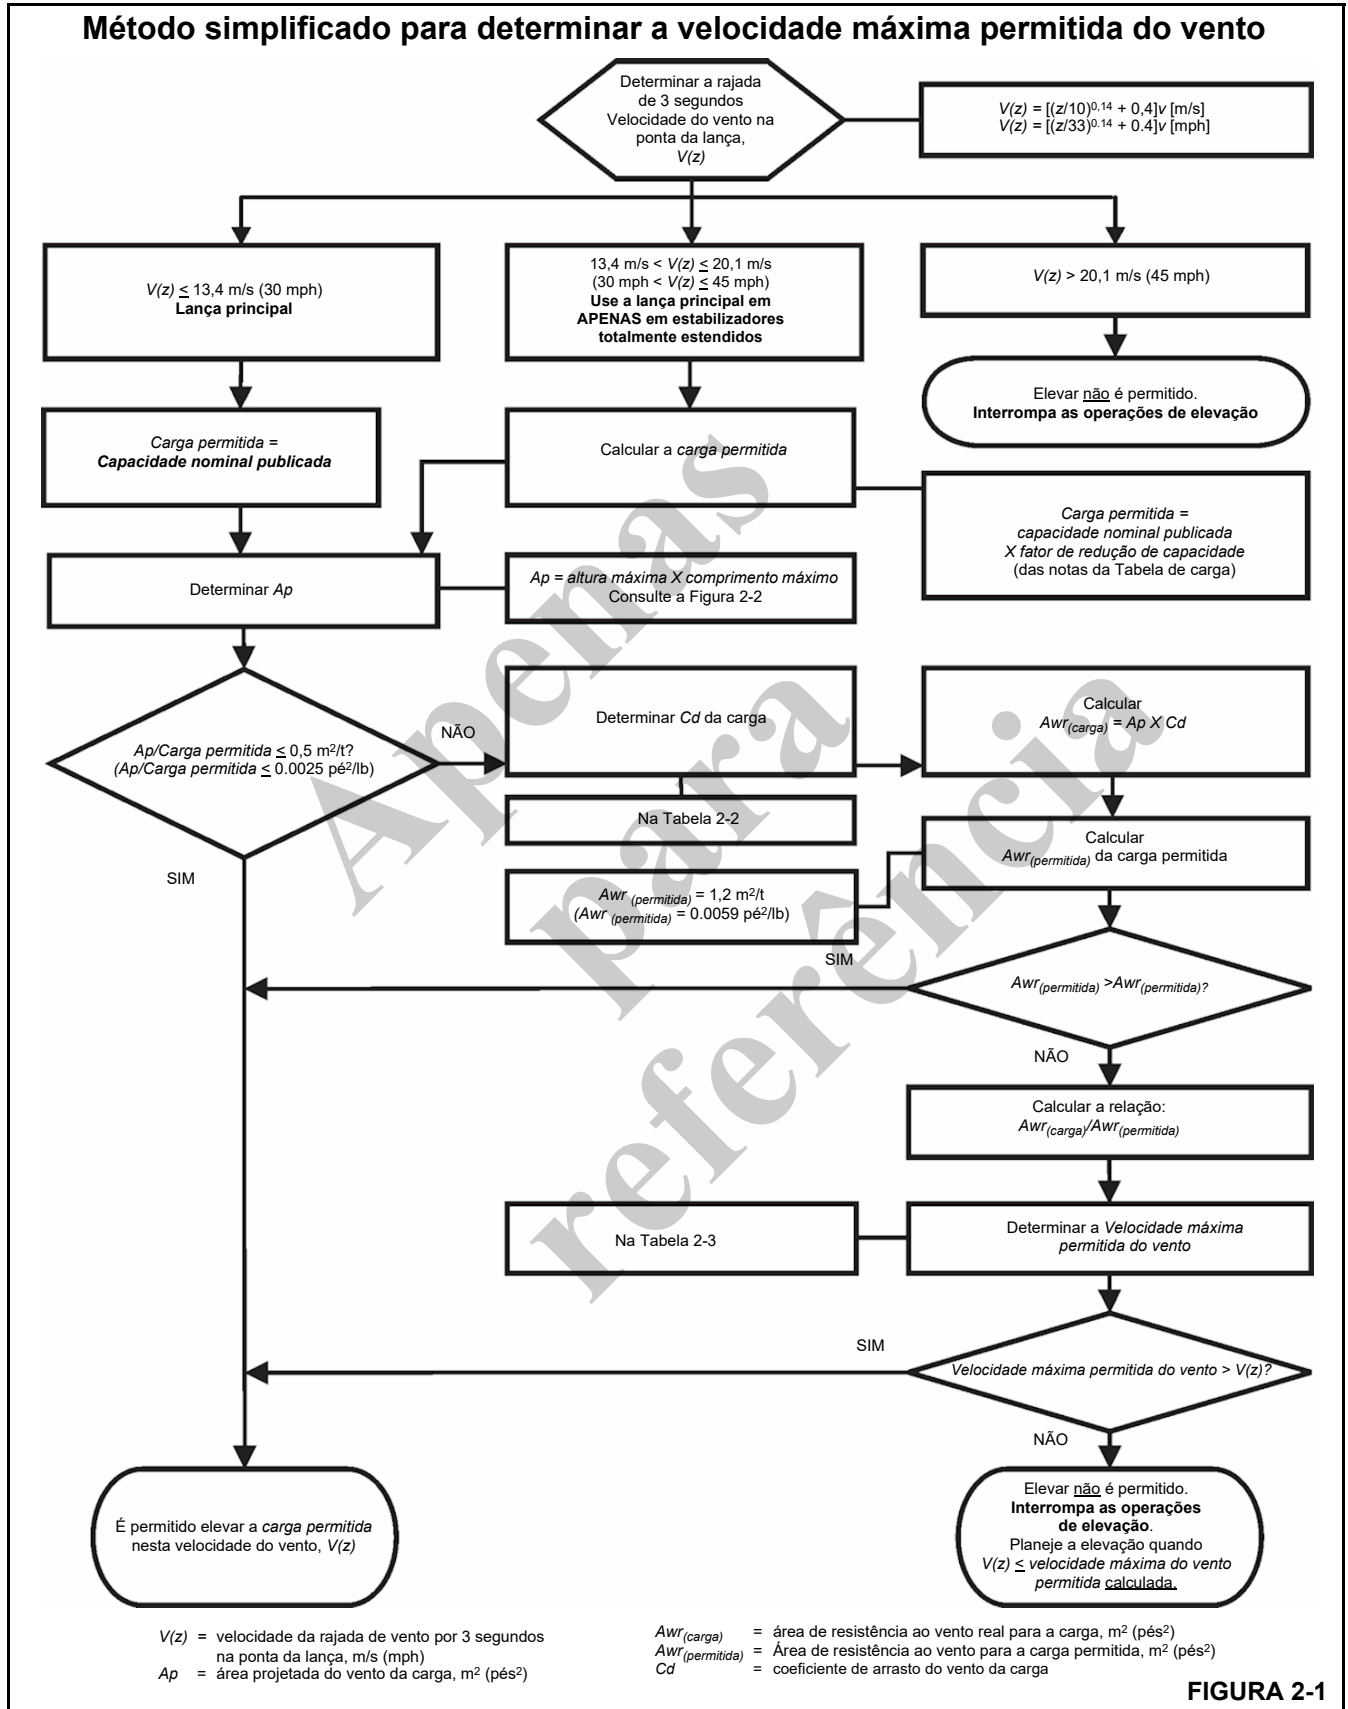 Método simplificado para determinar a velocidade máxima permitida do vento
Determinar a rajada
de 3 segundos
Velocidade do vento na
ponta da lança,
V(z)
V(z) = [(z/10)^0,14 + 0,4]v [m/s]
V(z) = [(z/33)^0.14 + 0.4]v [mph]
V(z) ≤ 13,4 m/s (30 mph)
Lança principal
13,4 m/s < V(z) ≤ 20,1 m/s
(30 mph < V(z) ≤ 45 mph)
Use a lança principal em
APENAS em estabilizadores
totalmente estendidos
V(z) > 20,1 m/s (45 mph)
Elevar não é permitido.
Interrompa as operações de elevação
Carga permitida =
Capacidade nominal publicada
Calcular a carga permitida
Carga permitida =
capacidade nominal publicada
X fator de redução de capacidade
(das notas da Tabela de carga)
Determinar Ap
Ap = altura máxima X comprimento máximo
Consulte a Figura 2-2
Ap/Carga permitida ≤ 0,5 m²/t?
(Ap/Carga permitida ≤ 0.0025 pé²/lb)
NÃO
Determinar Cd da carga
Calcular
Awr(carga) = Ap X Cd
Na Tabela 2-2
Calcular
Awr(permitida) da carga permitida
SIM
Awr (permitida) = 1,2 m²/t
(Awr (permitida) = 0.0059 pé²/lb)
SIM
Awr(permitida) >Awr(permitida)?
NÃO
Calcular a relação:
Awr(carga)/Awr(permitida)
Na Tabela 2-3
Determinar a Velocidade máxima
permitida do vento
SIM
Velocidade máxima permitida do vento > V(z)?
NÃO
É permitido elevar a carga permitida
nesta velocidade do vento, V(z)
Elevar não é permitido.
Interrompa as operações
de elevação.
Planeje a elevação quando
V(z) ≤ velocidade máxima do vento
permitida calculada.
V(z) = velocidade da rajada de vento por 3 segundos
na ponta da lança, m/s (mph)
Ap = área projetada do vento da carga, m² (pés²)
Awr(carga) = área de resistência ao vento real para a carga, m² (pés²)
Awr(permitida) = Área de resistência ao vento para a carga permitida, m² (pés²)
Cd = coeficiente de arrasto do vento da carga
FIGURA 2-1
Apenas
para
referência